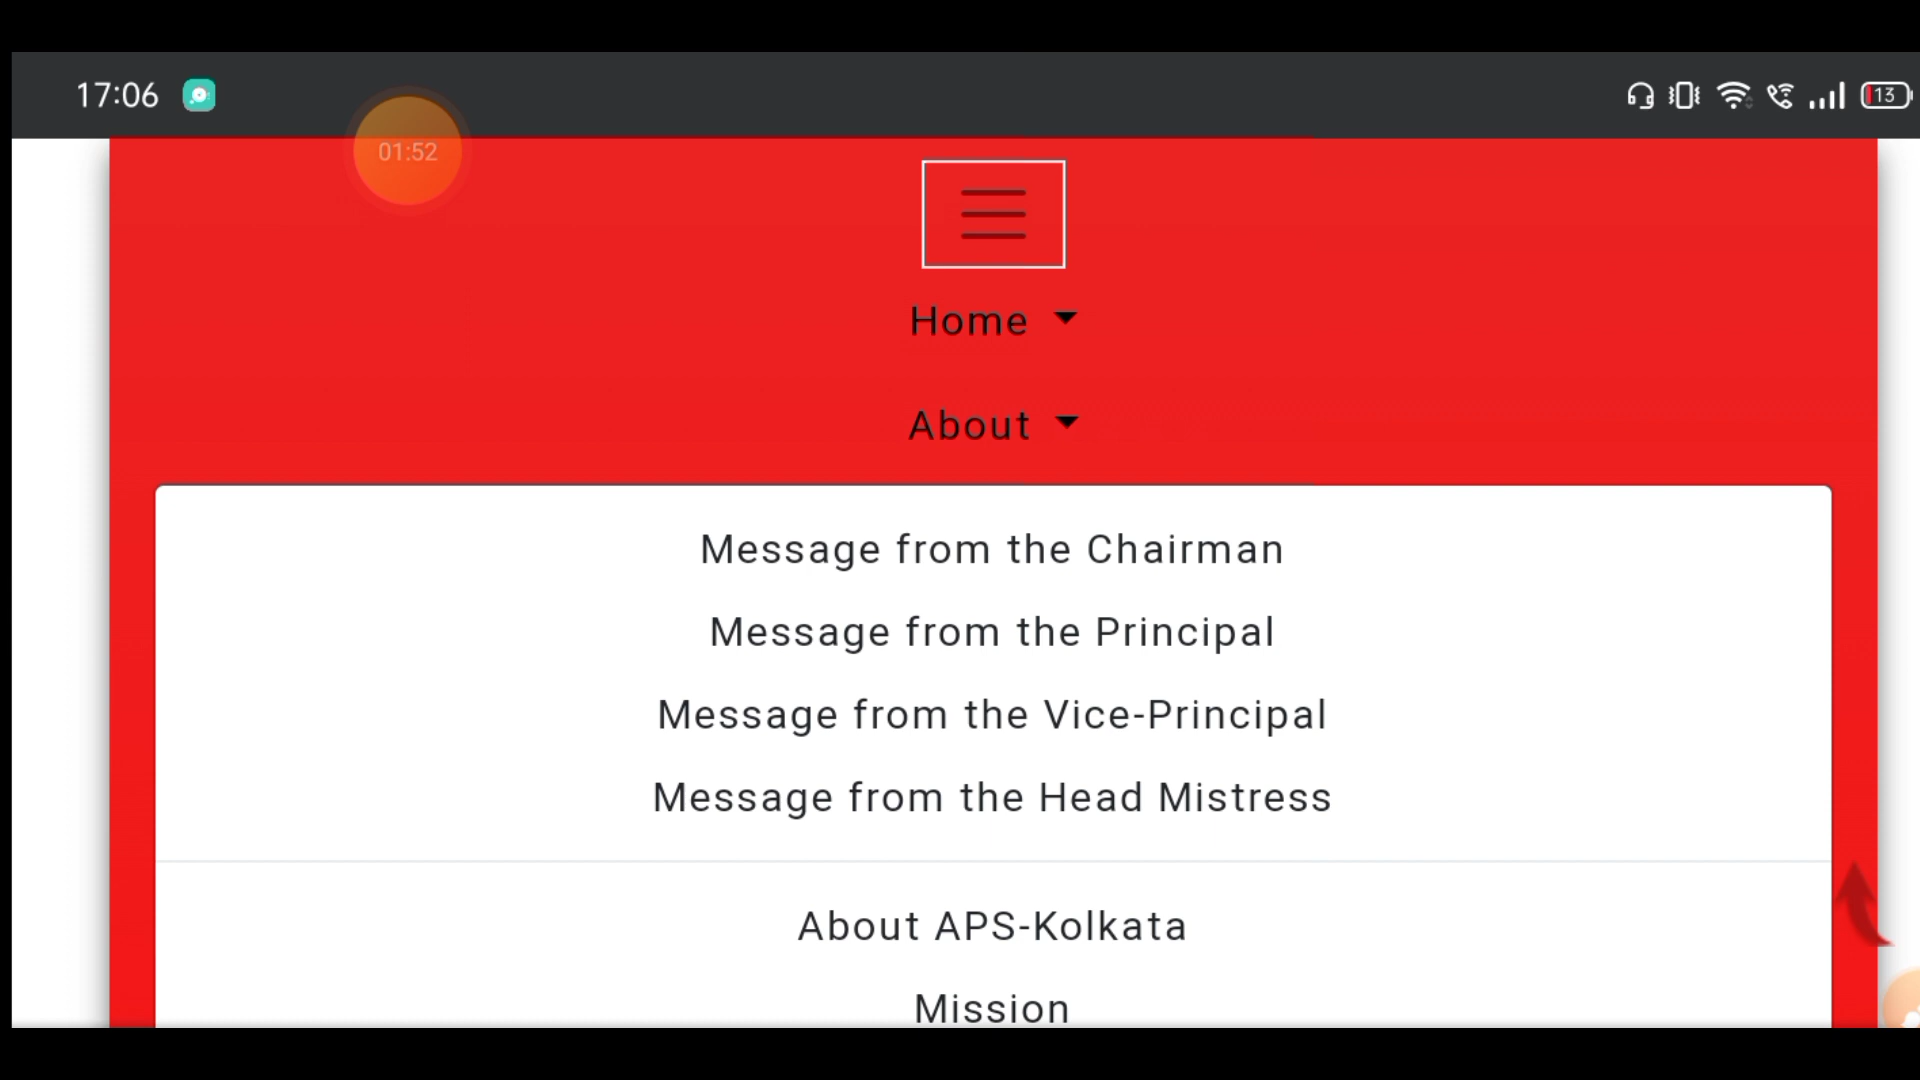 17:06
13
01:52
Home
About
Message from the Chairman
Message from the Principal
Message from the Vice-Principal
Message from the Head Mistress
About APS-Kolkata
Mission